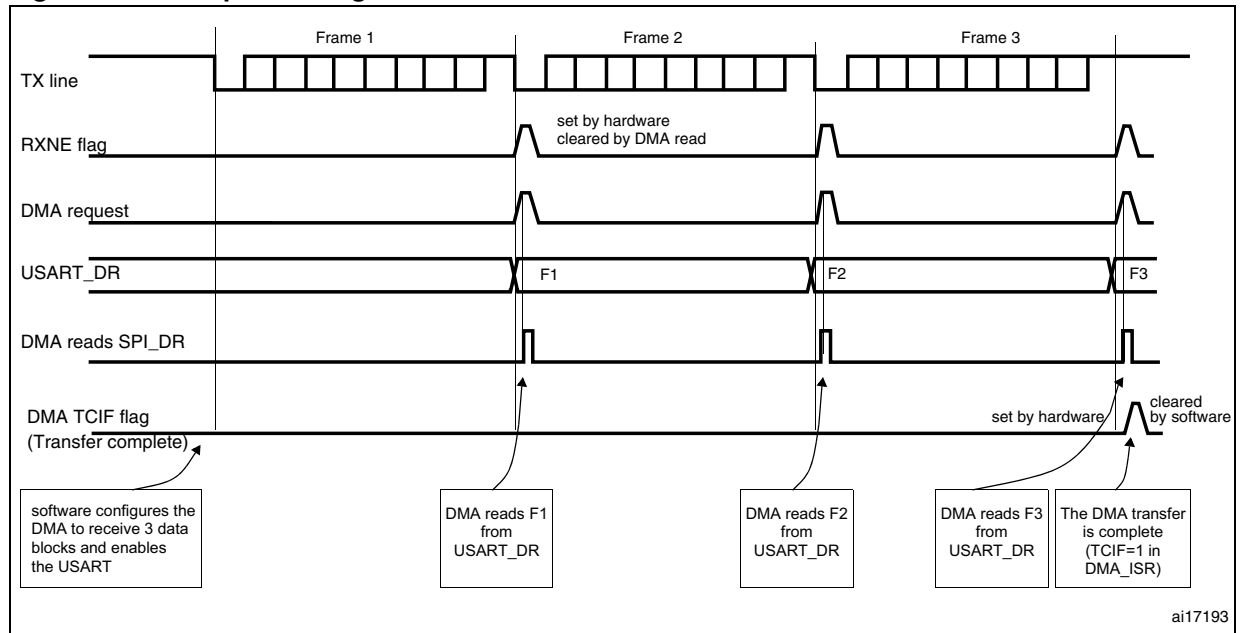 Frame 1
Frame 2
Frame 3
TX line
set by hardware
cleared by DMA read
RXNE flag
DMA request
USART_DR
F1
F2
F3
DMA reads SPI_DR
DMA TCIF flag
(Transfer complete)
set by hardware
cleared
by software
software configures the
DMA to receive 3 data
blocks and enables
the USART
DMA reads F1
from
USART_DR
DMA reads F2
from
USART_DR
DMA reads F3
from
USART_DR
The DMA transfer
is complete
(TCIF=1 in
DMA_ISR)
ai17193